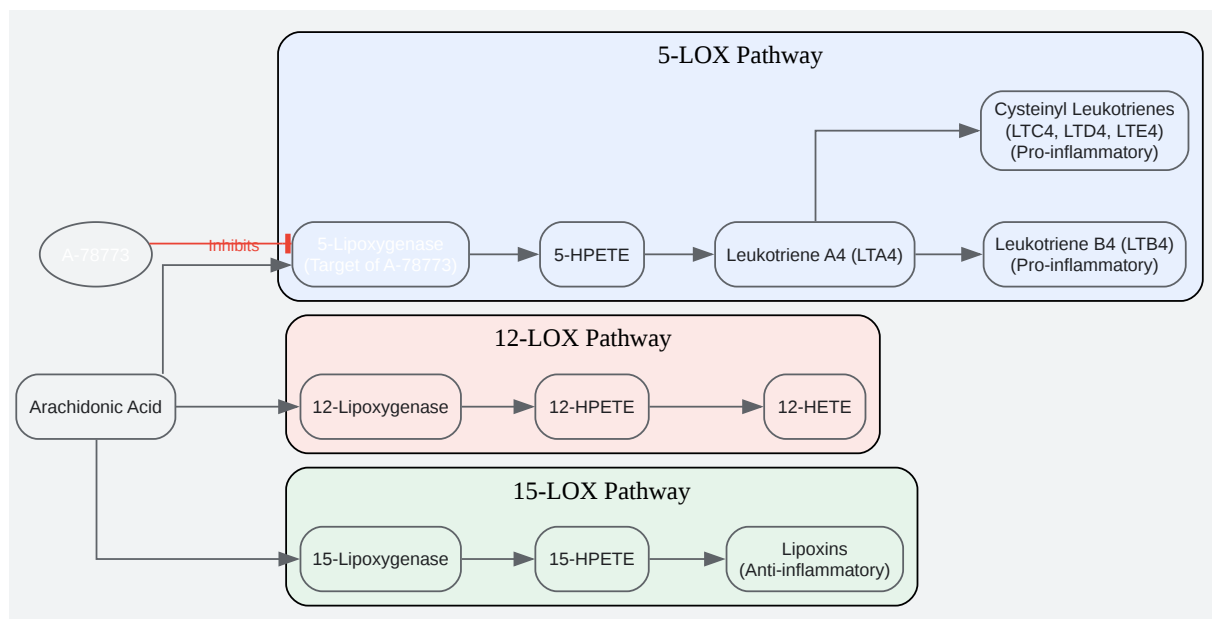 5-LOX Pathway
Cysteinyl Leukotrienes
(LTC4, LTD4, LTE4)
(Pro-inflammatory)
A-78773
Inhibits
5-Lipoxygenase
(Target of A-78773)
5-HPETE
Leukotriene A4 (LTA4)
Leukotriene B4 (LTB4)
(Pro-inflammatory)
12-LOX Pathway
Arachidonic Acid
12-Lipoxygenase
12-HPETE
12-HETE
15-LOX Pathway
15-Lipoxygenase
15-HPETE
Lipoxins
(Anti-inflammatory)